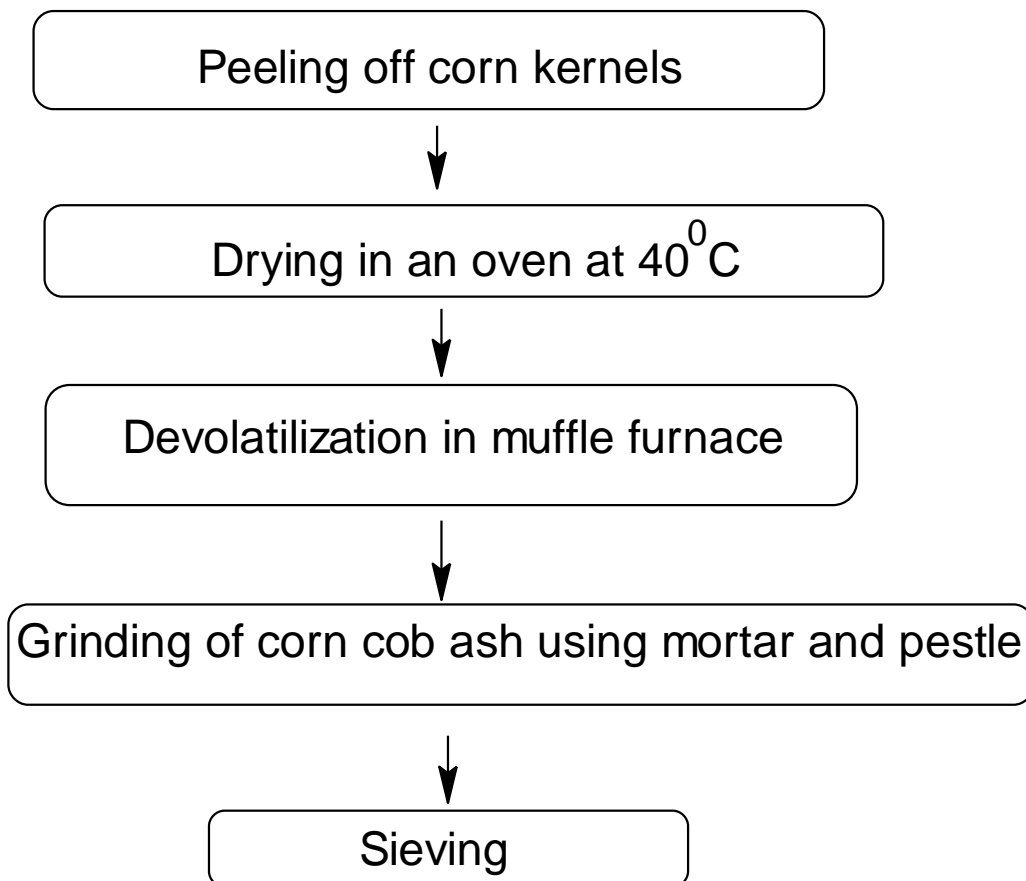 Peeling off corn kernels
Drying in an oven at 40⁰C
Devolatilization in muffle furnace
Grinding of corn cob ash using mortar and pestle
Sieving